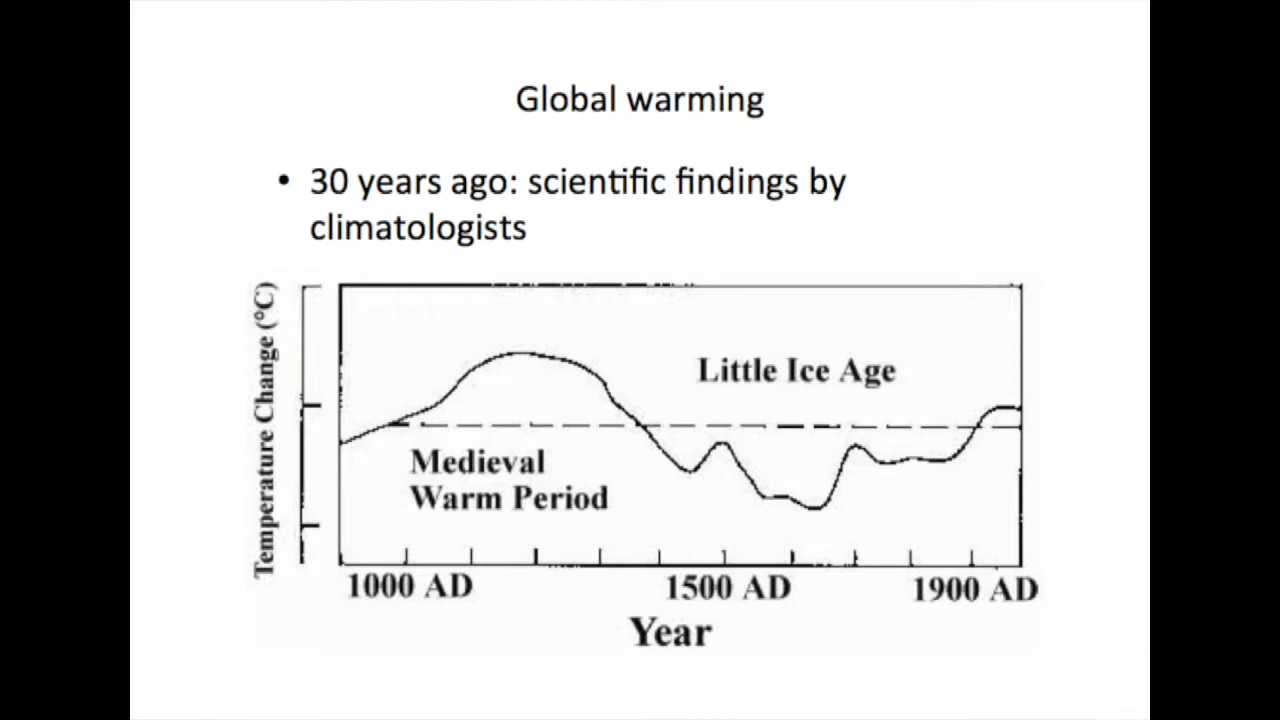 Global warming
• 30 years ago: scientific findings by
climatologists
Temperature Change (°C)
Little Ice Age
Medieval
Warm Period
1000 AD 1500 AD 1900 AD
Year